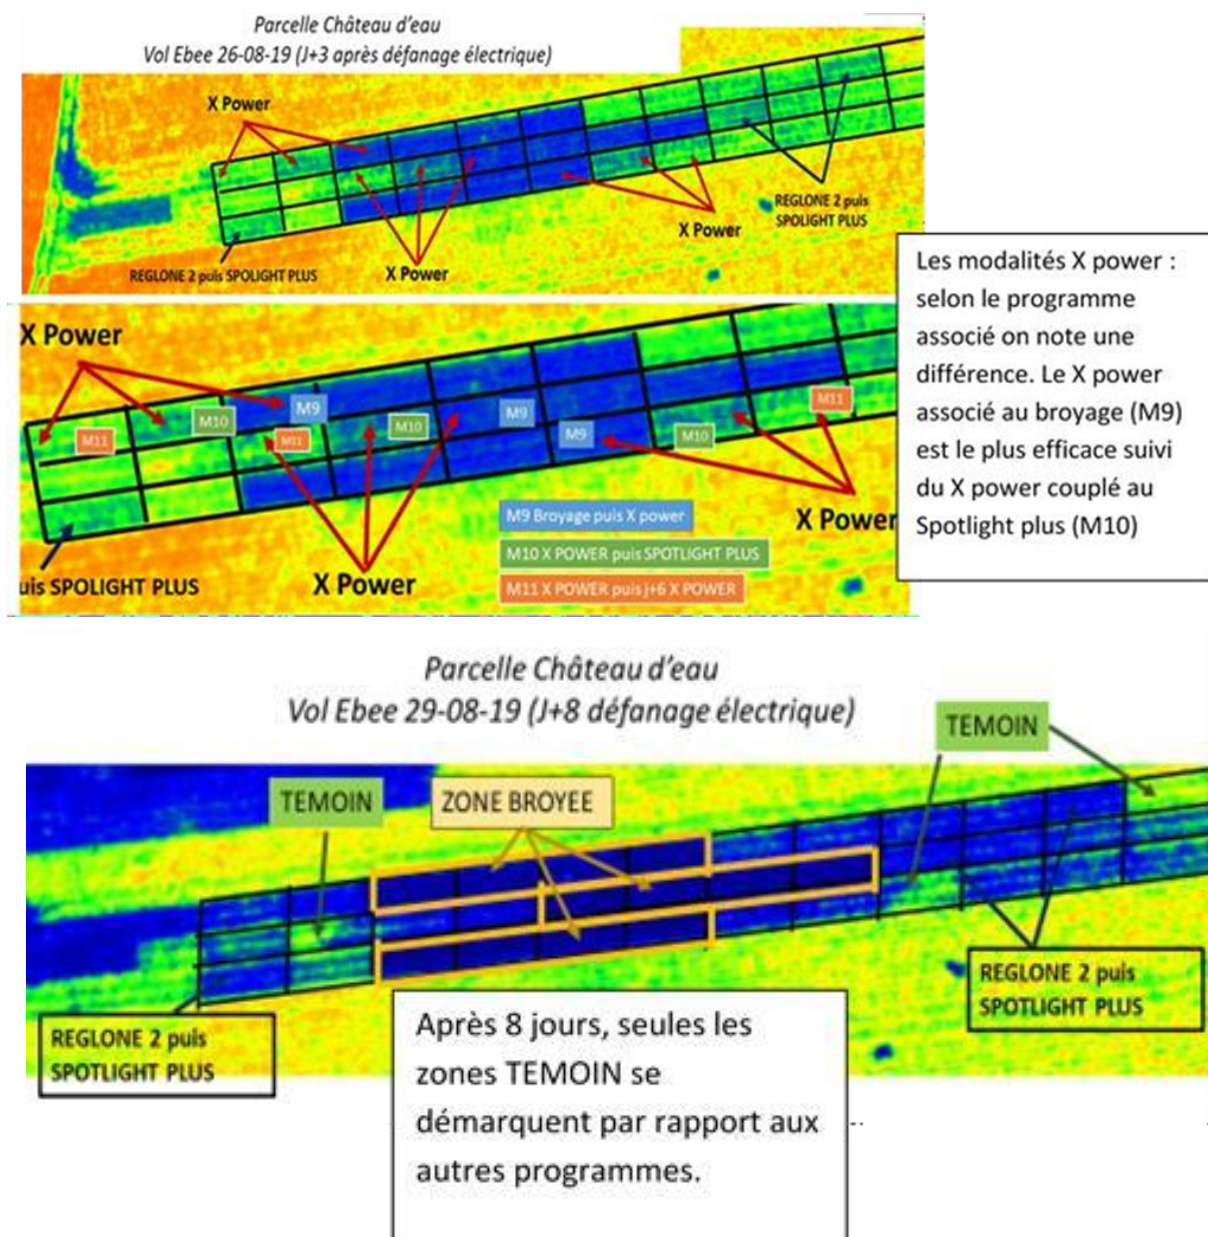 Parcelle Château d'eau
Vol Ebee 26-08-19 (J+3 après défanage électrique)
X Power
REGLONE 2 puis
SPOLIGHT PLUS
X Power
REGLONE 2 puis SPOLIGHT PLUS
X Power
Les modalités X power :
selon le programme
associé on note une
différence. Le X power
associé au broyage (M9)
est le plus efficace suivi
du X power couplé au
Spotlight plus (M10)
X Power
M9
M10
M11
M11
M10
M9
M9
M10
M11
M9 Broyage puis X power
X Power
M10 X POWER puis SPOTLIGHT PLUS
uis SPOLIGHT PLUS
X Power
M11 X POWER puis j+6 X POWER
Parcelle Château d'eau
Vol Ebee 29-08-19 (J+8 défanage électrique)
TEMOIN
TEMOIN
ZONE BROYEE
REGLONE 2 puis
SPOTLIGHT PLUS
REGLONE 2 puis
SPOTLIGHT PLUS
Après 8 jours, seules les
zones TEMOIN se
démarquent par rapport aux
autres programmes.